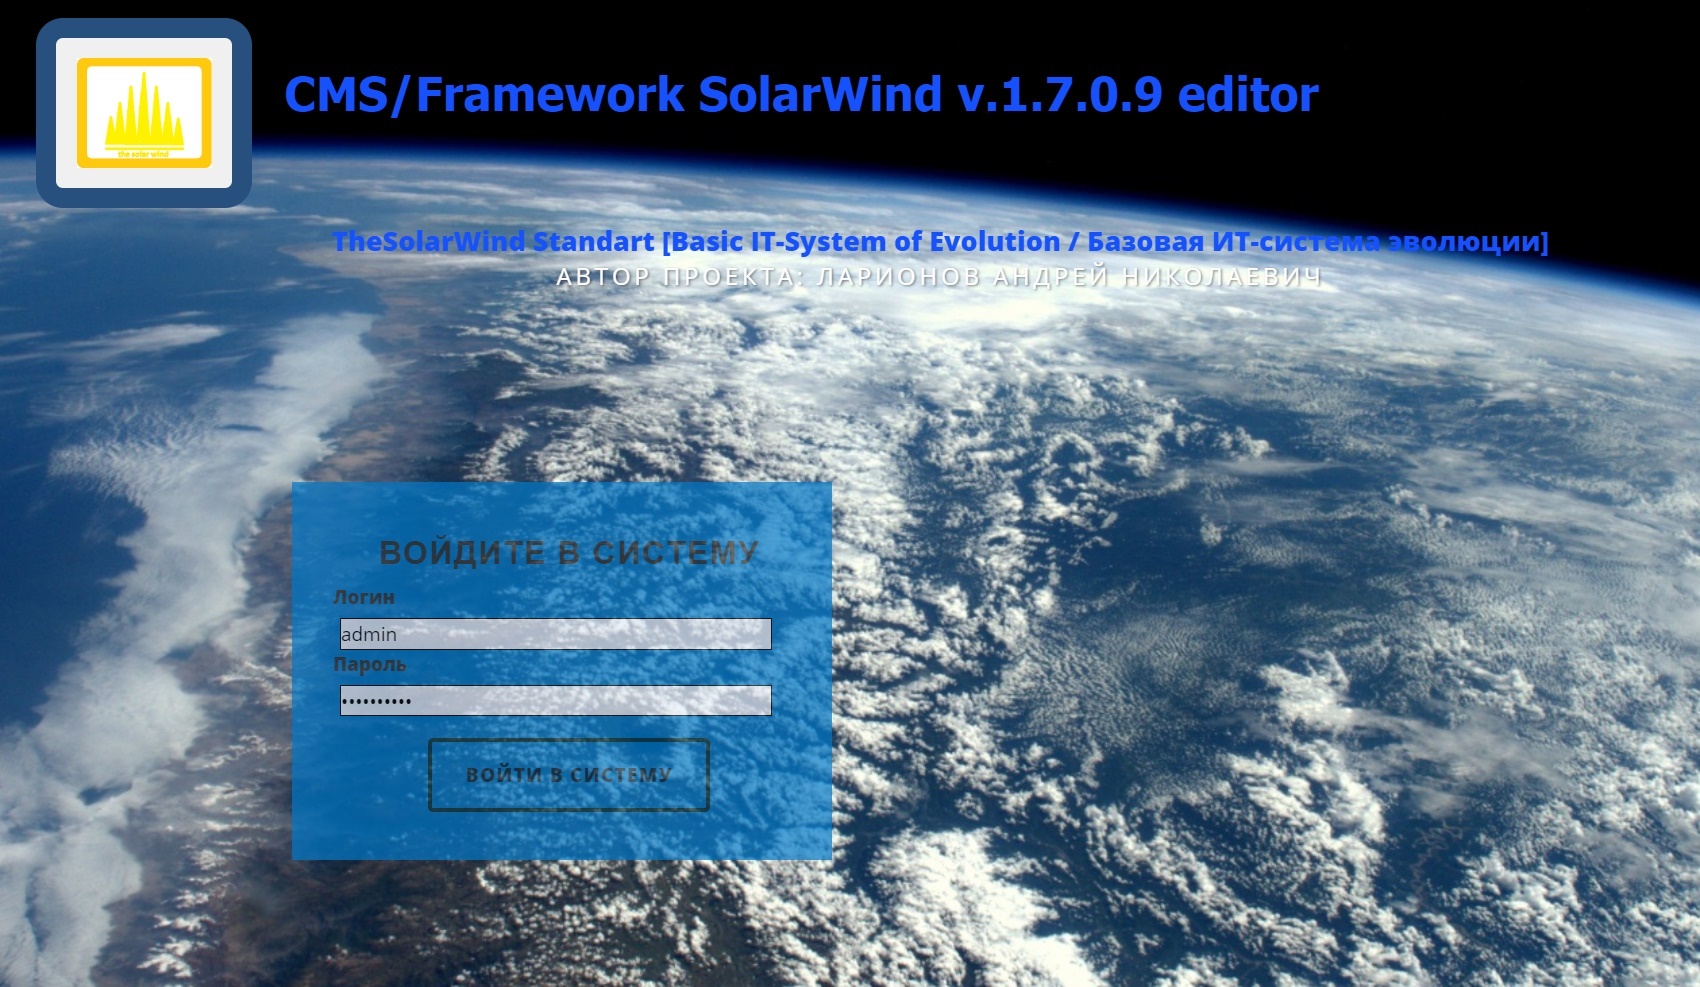 the solar wind
CMS/Framework SolarWind v.1.7.0.9 editor
TheSolarWind Standart [Basic IT-System of Evolution / Базовая ИТ-система эволюции]
АВТОР ПРОЕКТА: ЛАРИОНОВ АНДРЕЙ НИКОЛАЕВИЧ
ВОЙДИТЕ В СИСТЕМУ
Логин
admin
Пароль
••••••••••
ВОЙТИ В СИСТЕМУ